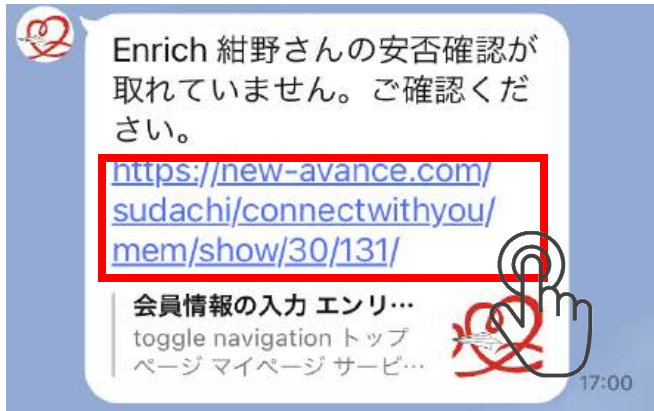 Enrich 紺野さんの安否確認が
取れていません。ご確認くだ
さい。
https://new-avance.com/
sudachi/connectwithyou/
mem/show/30/131/
会員情報の入力 エンリ…
toggle navigation トップ
ページ マイページ サービ…
17:00